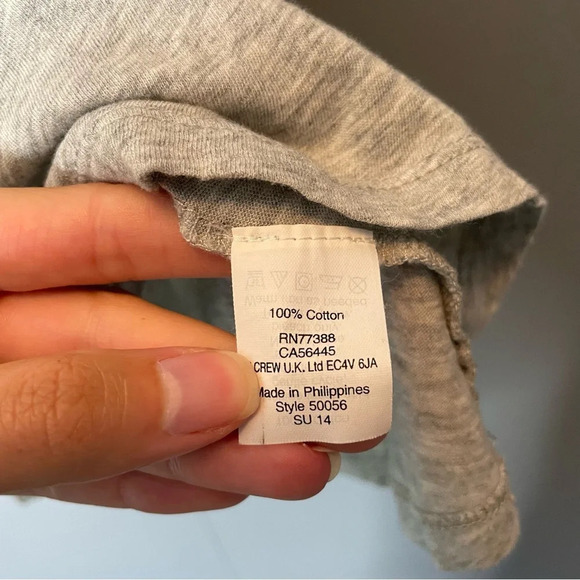 100% Cotton
RN77388
CA56445
CREW U.K. Ltd EC4V 6JA
Made in Philippines
Style 50056
SU 14